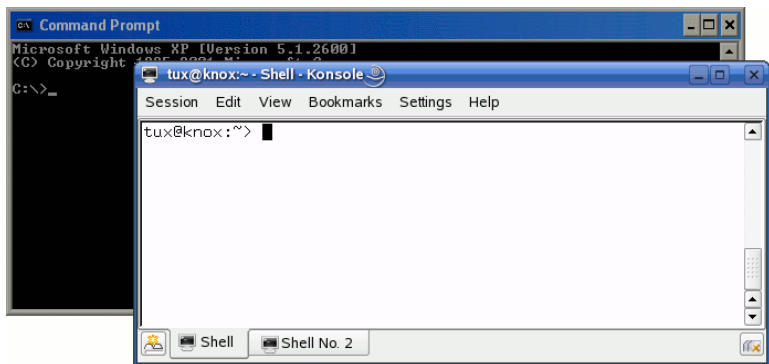 Command Prompt
Microsoft Windows XP [Version 5.1.2600]
(C) Copyright
C:\>_
tux@knox:~ - Shell - Konsole
Session Edit View Bookmarks Settings Help
tux@knox:~>
Shell
Shell No. 2